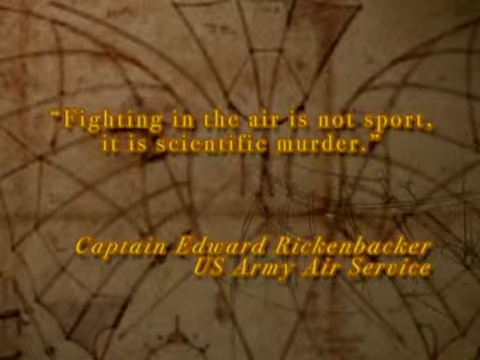 “Fighting in the air is not sport,
it is scientific murder.”
Captain Edward Rickenbacker
US Army Air Service